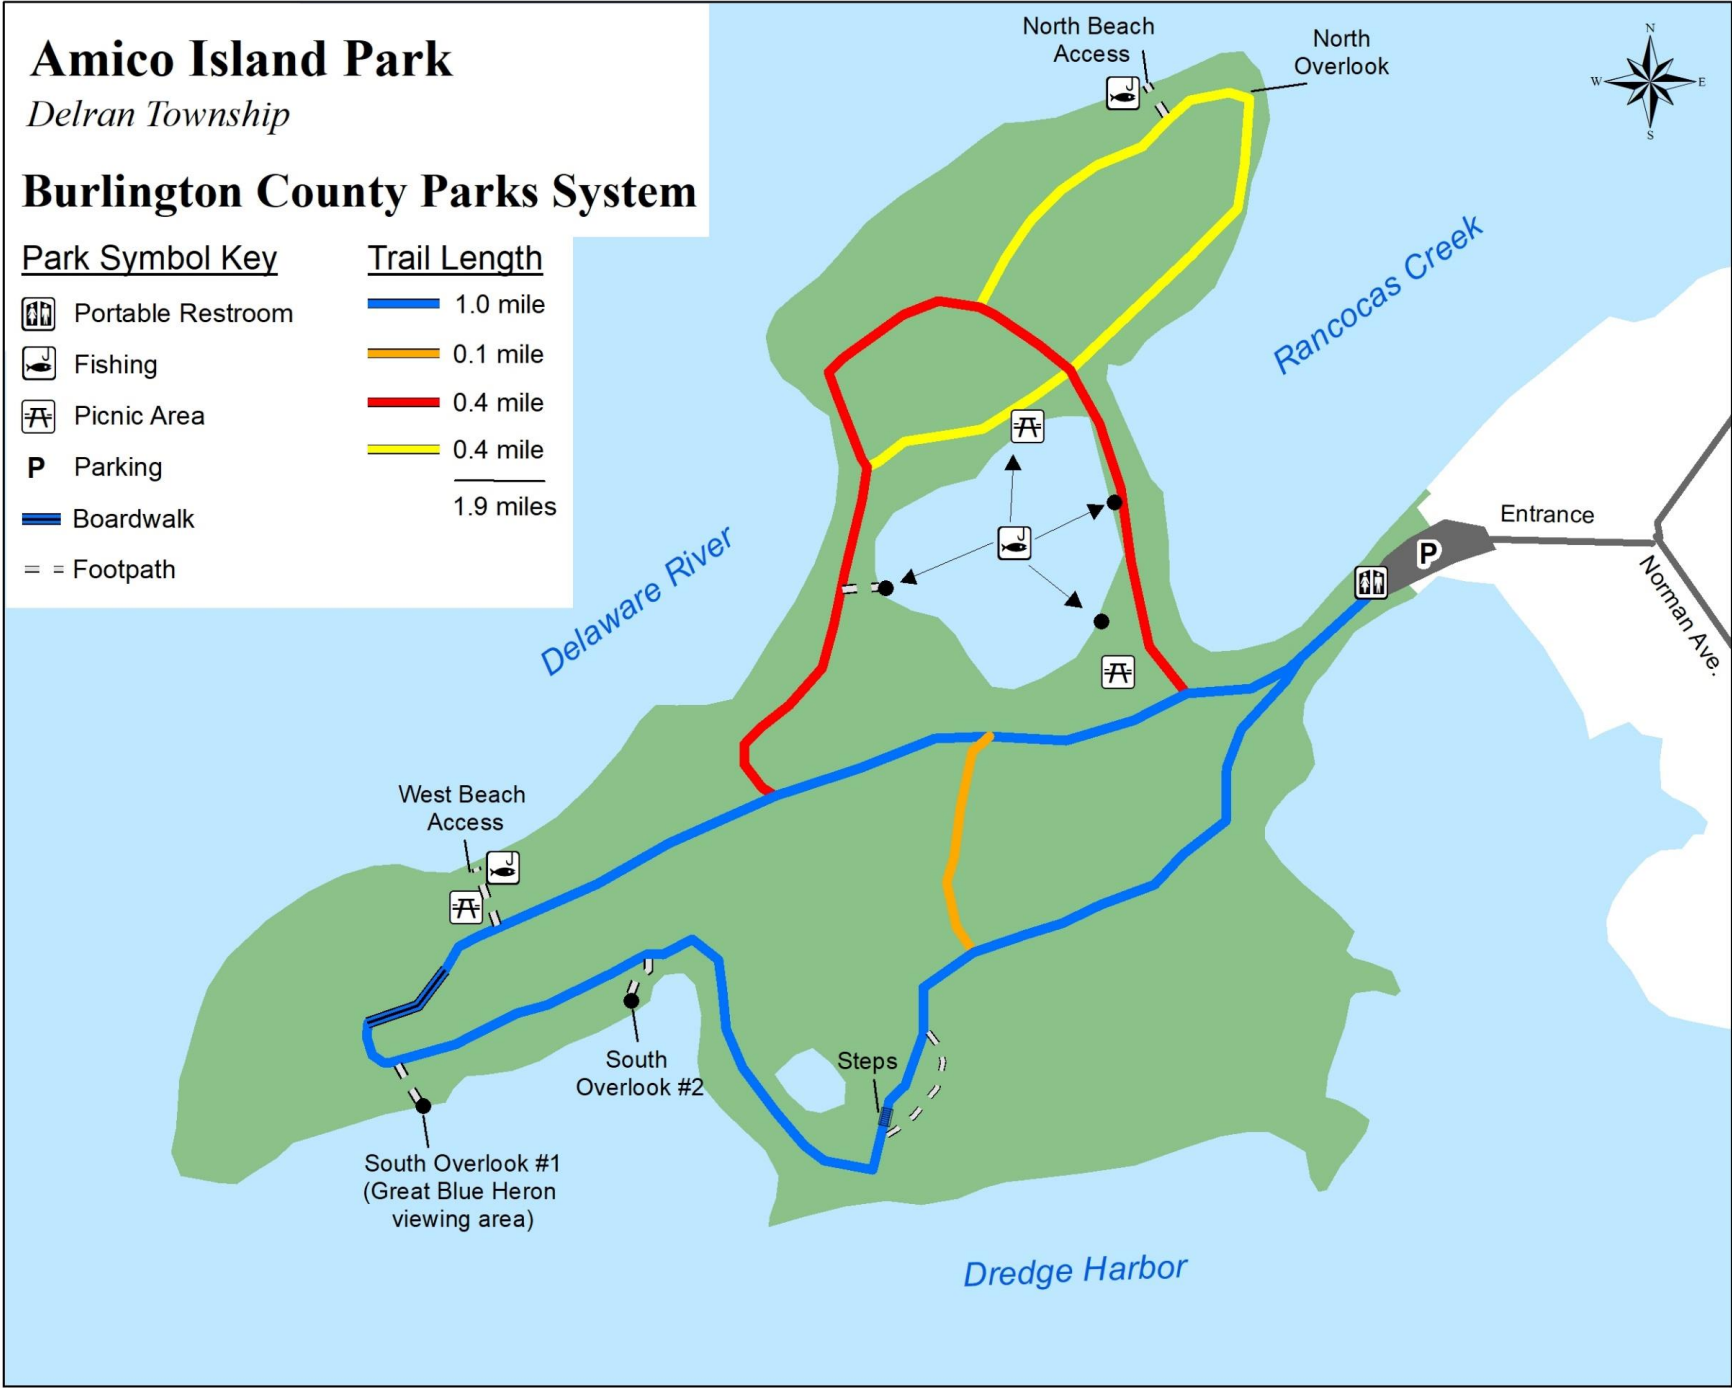 Amico Island Park
Delran Township
Burlington County Parks System
Park Symbol Key
Portable Restroom
Fishing
Picnic Area
P Parking
Boardwalk
Footpath
Trail Length
1.0 mile
0.1 mile
0.4 mile
0.4 mile
1.9 miles
North Beach
Access
North
Overlook
N
W
E
S
Rancocas Creek
Delaware River
Entrance
P
Norman Ave.
West Beach
Access
South
Overlook #2
Steps
South Overlook #1
(Great Blue Heron
viewing area)
Dredge Harbor